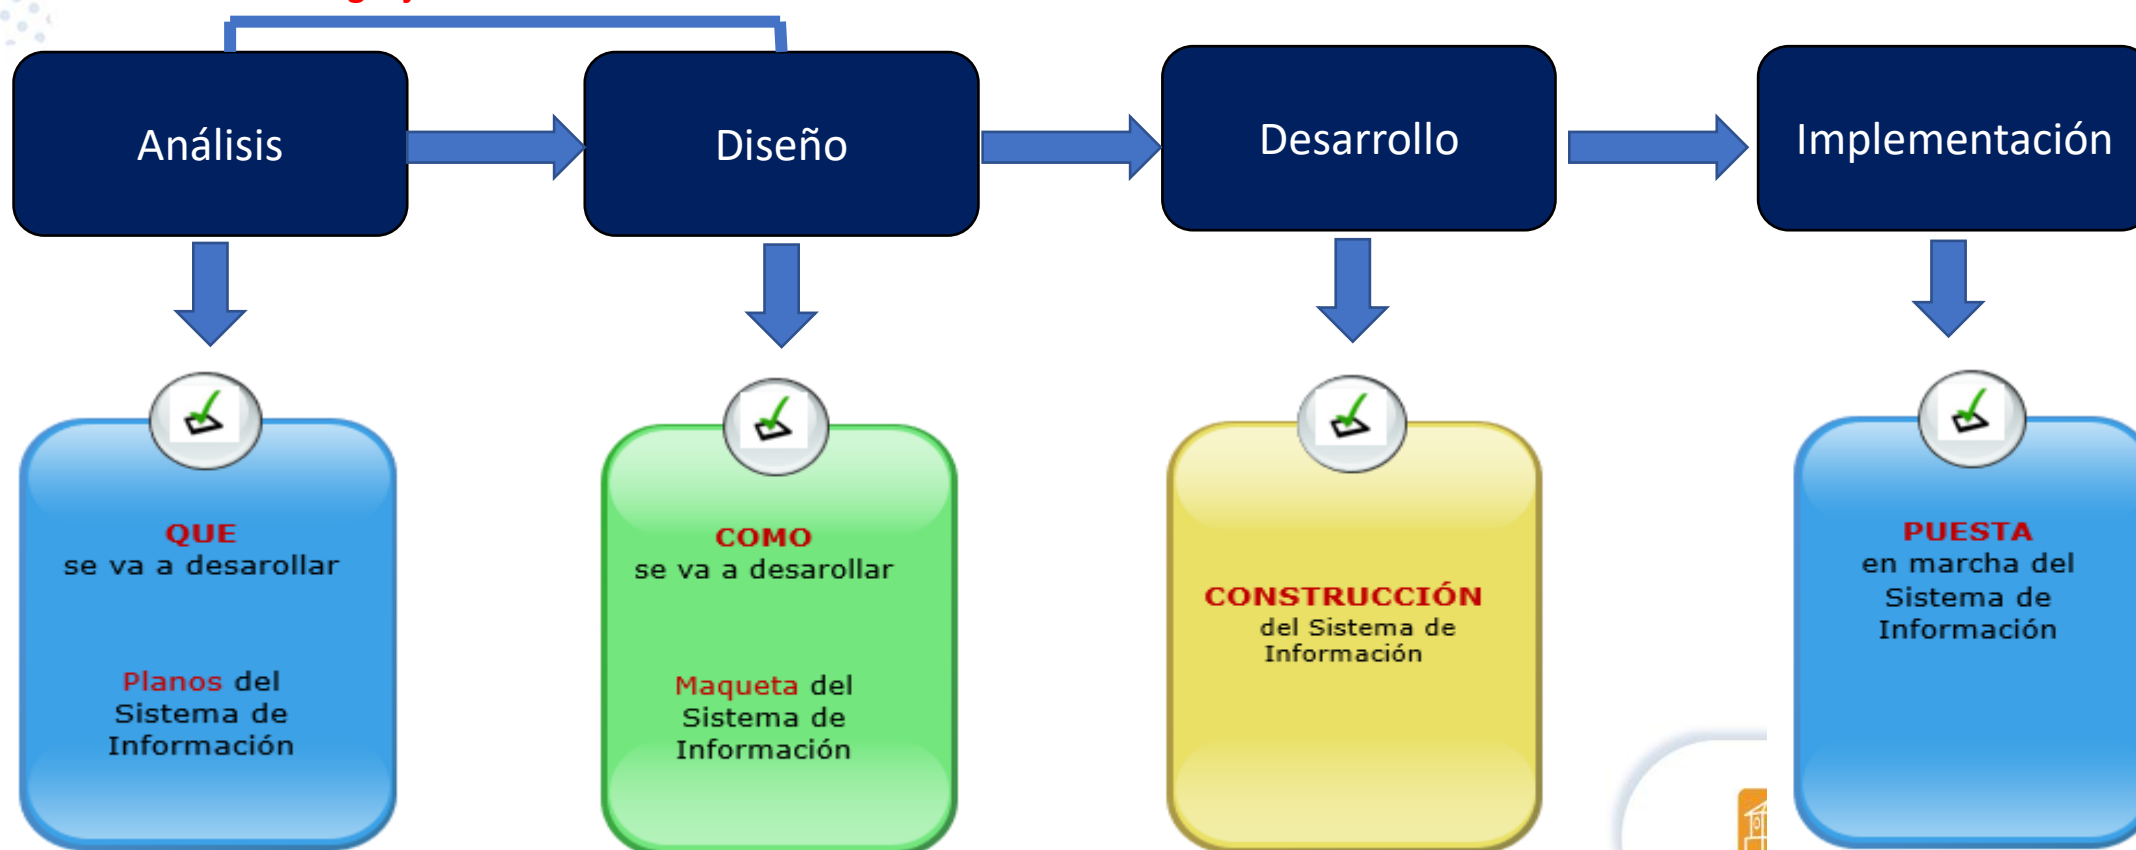 Análisis
Diseño
Desarrollo
Implementación
QUE
se va a desarollar
Planos del
Sistema de
Información
COMO
se va a desarollar
Maqueta del
Sistema de
Información
CONSTRUCCIÓN
del Sistema de
Información
PUESTA
en marcha del
Sistema de
Información